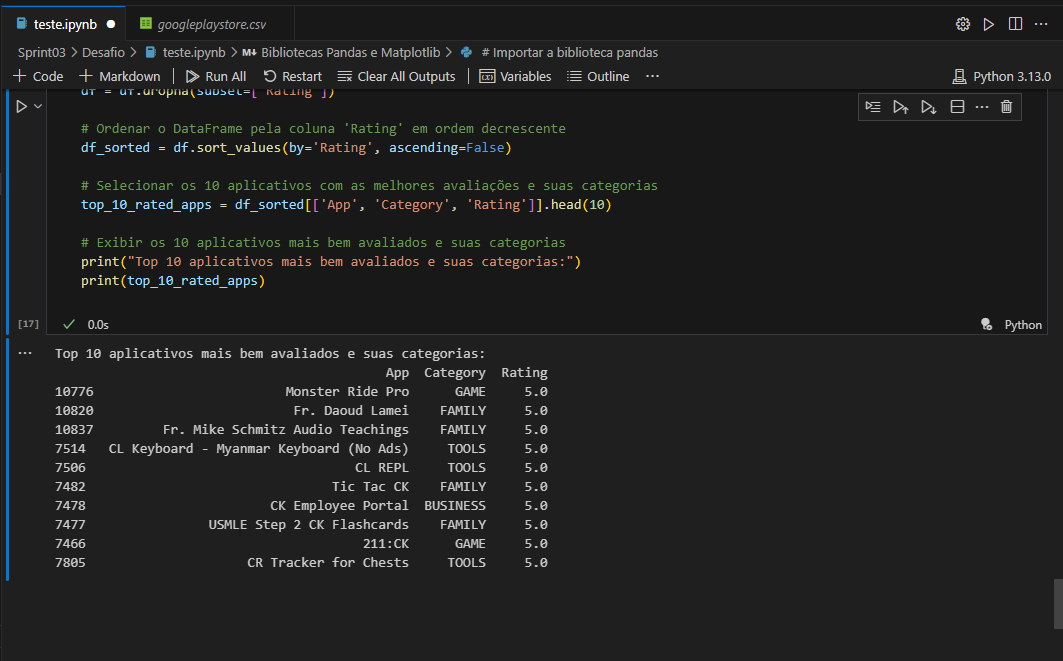 teste.ipynb
googleplaystore.csv
Sprint03 > Desafio > teste.ipynb > M↓ Bibliotecas Pandas e Matplotlib > # Importar a biblioteca pandas
+ Code + Markdown | Run All Restart Clear All Outputs | Variables Outline ... Python 3.13.0
df = df.dropna(subset=['Rating'])
# Ordenar o DataFrame pela coluna 'Rating' em ordem decrescente
df_sorted = df.sort_values(by='Rating', ascending=False)
# Selecionar os 10 aplicativos com as melhores avaliações e suas categorias
top_10_rated_apps = df_sorted[['App', 'Category', 'Rating']].head(10)
# Exibir os 10 aplicativos mais bem avaliados e suas categorias
print("Top 10 aplicativos mais bem avaliados e suas categorias:")
print(top_10_rated_apps)
[17] 0.0s Python
Top 10 aplicativos mais bem avaliados e suas categorias:
App Category Rating
10776 Monster Ride Pro GAME 5.0
10820 Fr. Daoud Lamei FAMILY 5.0
10837 Fr. Mike Schmitz Audio Teachings FAMILY 5.0
7514 CL Keyboard - Myanmar Keyboard (No Ads) TOOLS 5.0
7506 CL REPL TOOLS 5.0
7482 Tic Tac CK FAMILY 5.0
7478 CK Employee Portal BUSINESS 5.0
7477 USMLE Step 2 CK Flashcards FAMILY 5.0
7466 211:CK GAME 5.0
7805 CR Tracker for Chests TOOLS 5.0